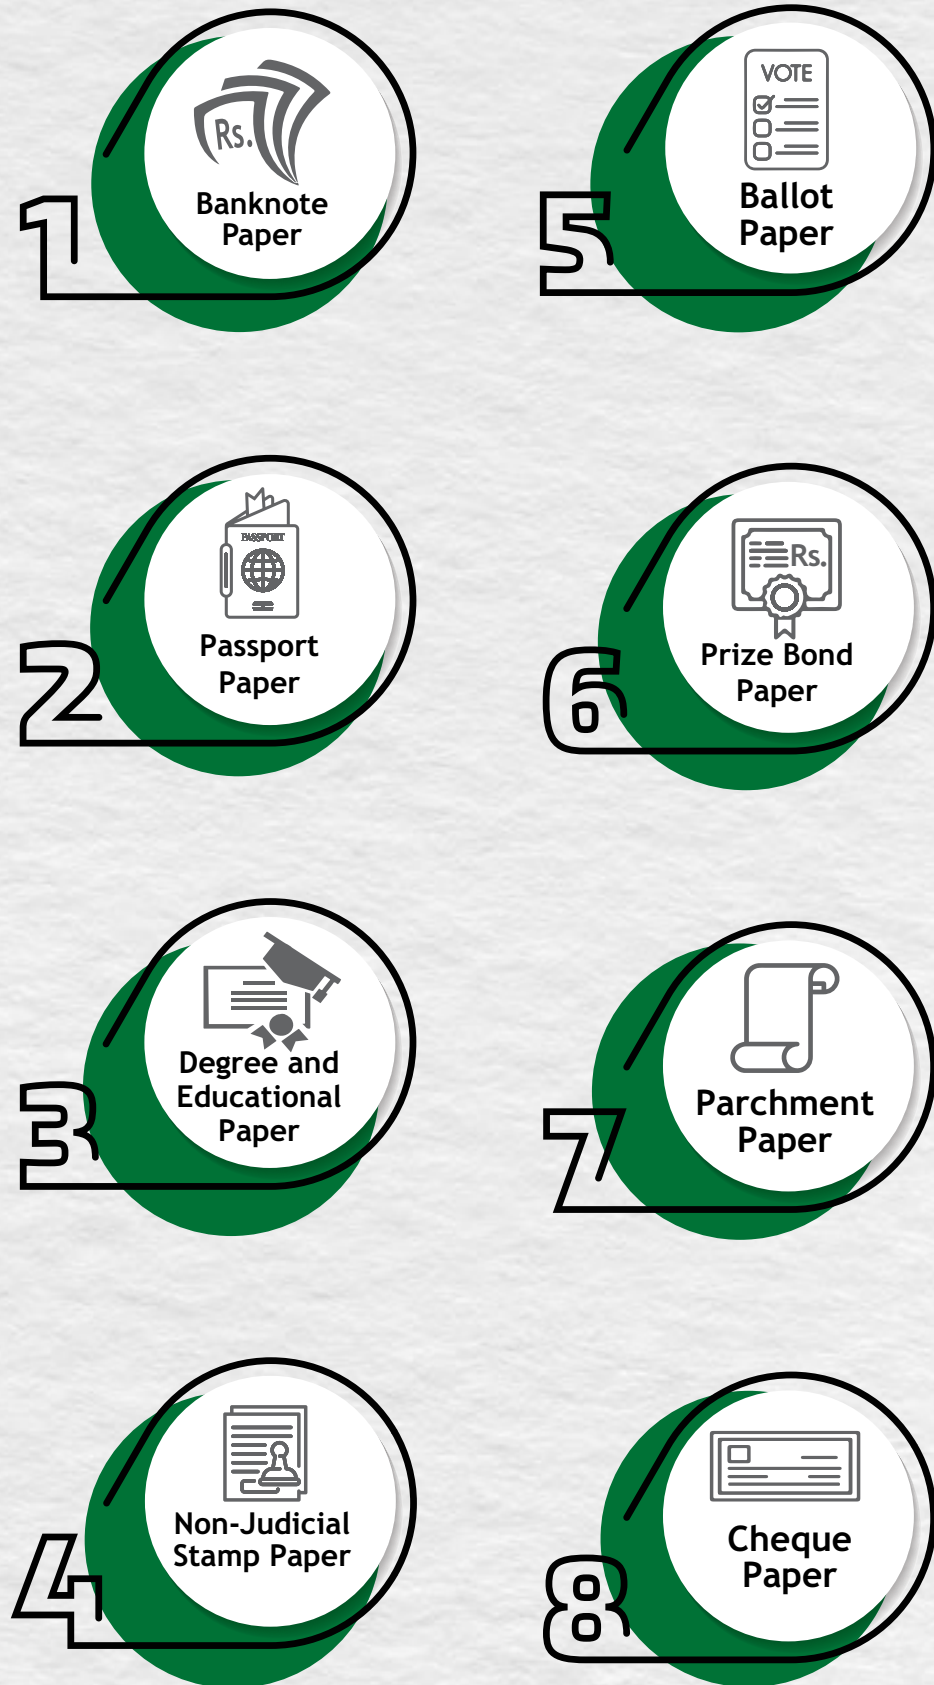 1
Rs.
Banknote
Paper
2
PASSPORT
Passport
Paper
3
Degree and
Educational
Paper
4
Non-Judicial
Stamp Paper
5
VOTE
Ballot
Paper
6
Rs.
Prize Bond
Paper
7
Parchment
Paper
8
Cheque
Paper